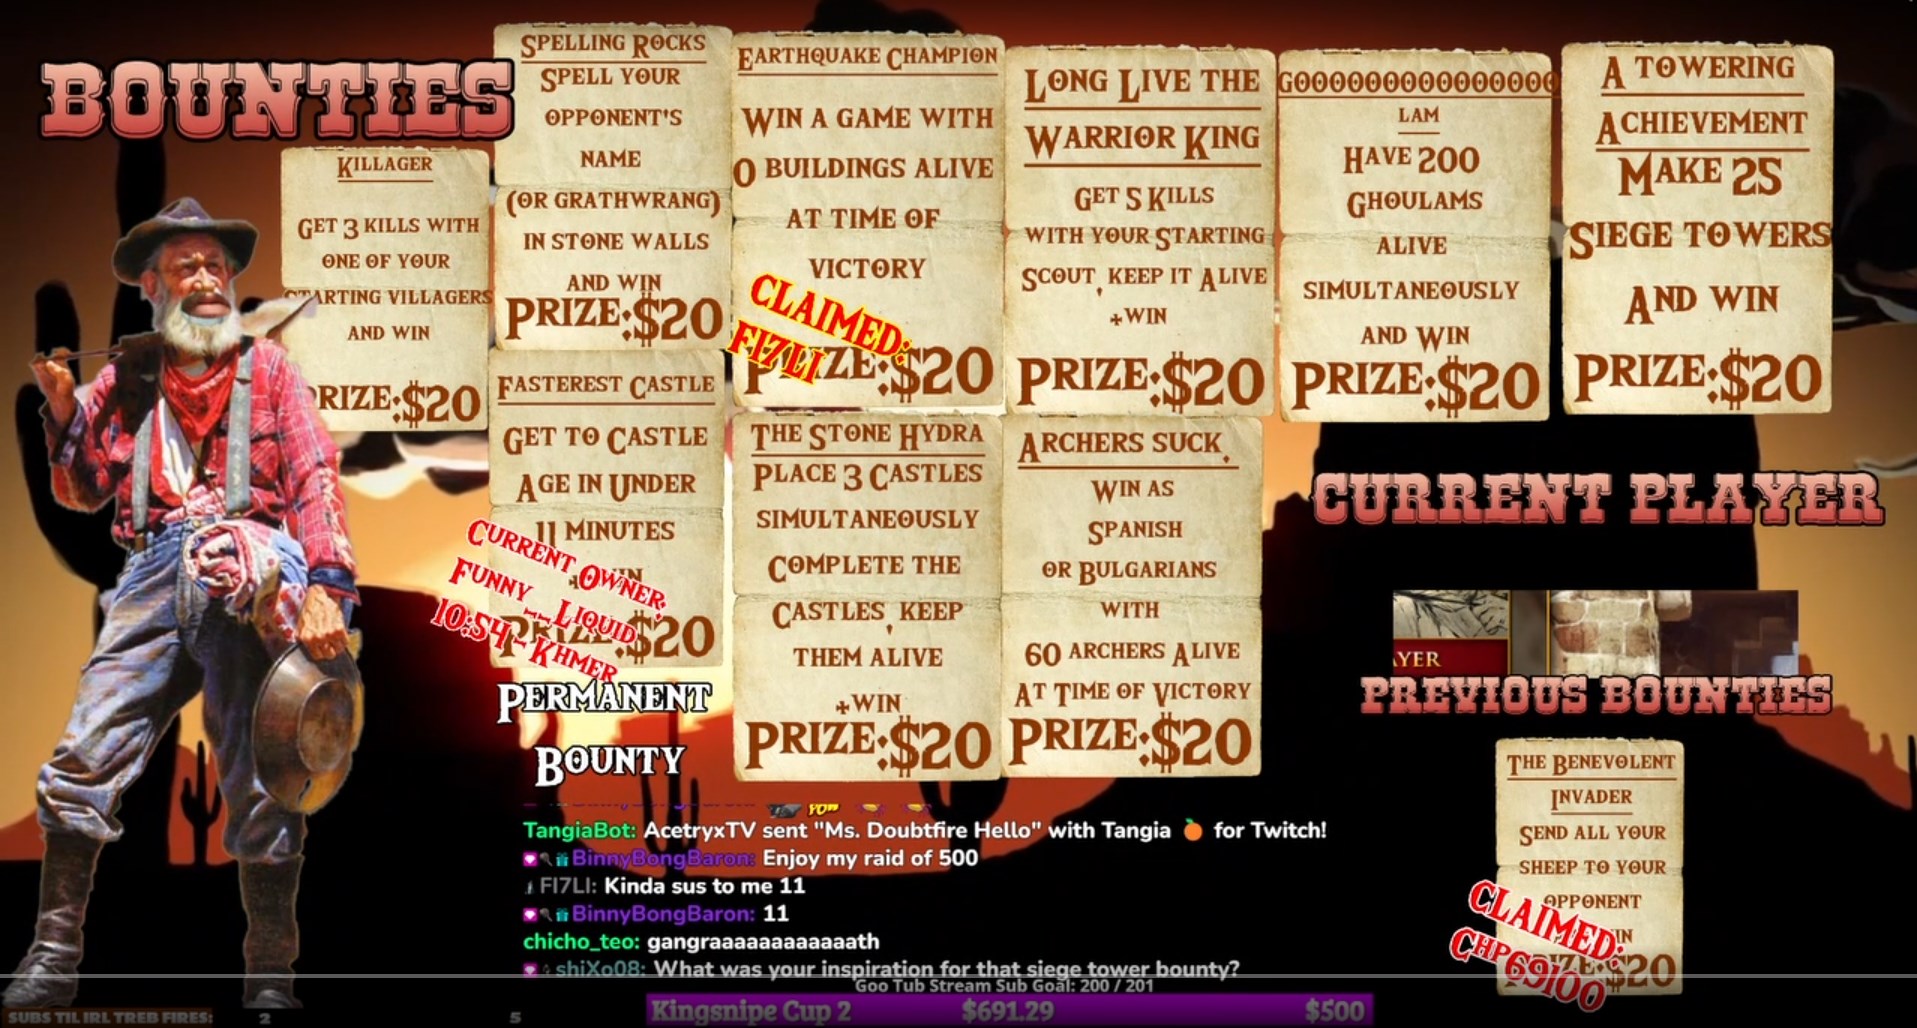 BOUNTIES
KILLAGER
GET 3 KILLS WITH
ONE OF YOUR
STARTING VILLAGERS
AND WIN
PRIZE:$20
SPELLING ROCKS
SPELL YOUR
OPPONENT'S
NAME
(OR GRATHWRANG)
IN STONE WALLS
AND WIN
PRIZE:$20
FASTEREST CASTLE
GET TO CASTLE
AGE IN UNDER
11 MINUTES
+WIN
PRIZE:$20
CURRENT OWNER:
FUNNY__LIQUID
10:54 - KHMER
PERMANENT
BOUNTY
EARTHQUAKE CHAMPION
WIN A GAME WITH
0 BUILDINGS ALIVE
AT TIME OF
VICTORY
PRIZE:$20
CLAIMED:
FI7LI
THE STONE HYDRA
PLACE 3 CASTLES
SIMULTANEOUSLY
COMPLETE THE
CASTLES, KEEP
THEM ALIVE
+WIN
PRIZE:$20
LONG LIVE THE
WARRIOR KING
GET 5 KILLS
WITH YOUR STARTING
SCOUT, KEEP IT ALIVE
+WIN
PRIZE:$20
ARCHERS SUCK.
WIN AS
SPANISH
OR BULGARIANS
WITH
60 ARCHERS ALIVE
AT TIME OF VICTORY
PRIZE:$20
GOOOOOOOOOOOOOOOO
LAM
HAVE 200
GHOULAMS
ALIVE
SIMULTANEOUSLY
AND WIN
PRIZE:$20
A TOWERING
ACHIEVEMENT
MAKE 25
SIEGE TOWERS
AND WIN
PRIZE:$20
CURRENT PLAYER
AYER
PREVIOUS BOUNTIES
THE BENEVOLENT
INVADER
SEND ALL YOUR
SHEEP TO YOUR
OPPONENT
CLAIMED:
CHP69100
$20
YOW
TangiaBot: AcetryxTV sent "Ms. Doubtfire Hello" with Tangia 🍊 for Twitch!
BinnyBongBaron: Enjoy my raid of 500
FI7LI: Kinda sus to me 11
BinnyBongBaron: 11
chicho_teo: gangraaaaaaaaaaaath
shiXo08: What was your inspiration for that siege tower bounty?
Goo Tub Stream Sub Goal: 200 / 201
SUBS TIL IRL TREB FIRES: 2 5
Kingsnipe Cup 2 $691.29 $500